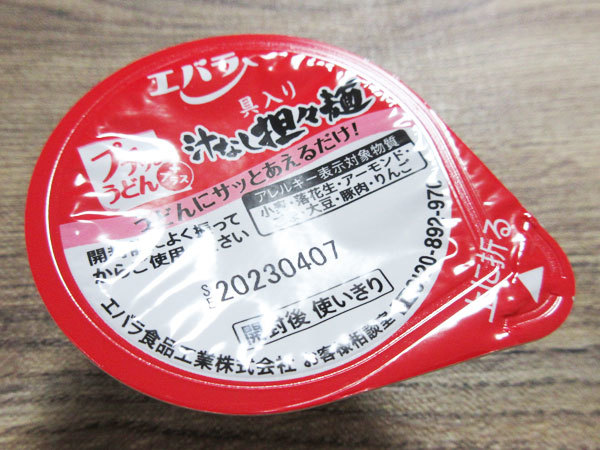 エバラ
具入り
汁なし担々麺
プチッと
うどん
プラス
うどんにサッとあえるだけ!
アレルギー表示対象物質
落花生・アーモンド・
大豆・豚肉・りんご
開封前によく振って
からご使用ください
20230407
開封後 使いきり
エバラ食品工業株式会社 お客様相談室
上に折る